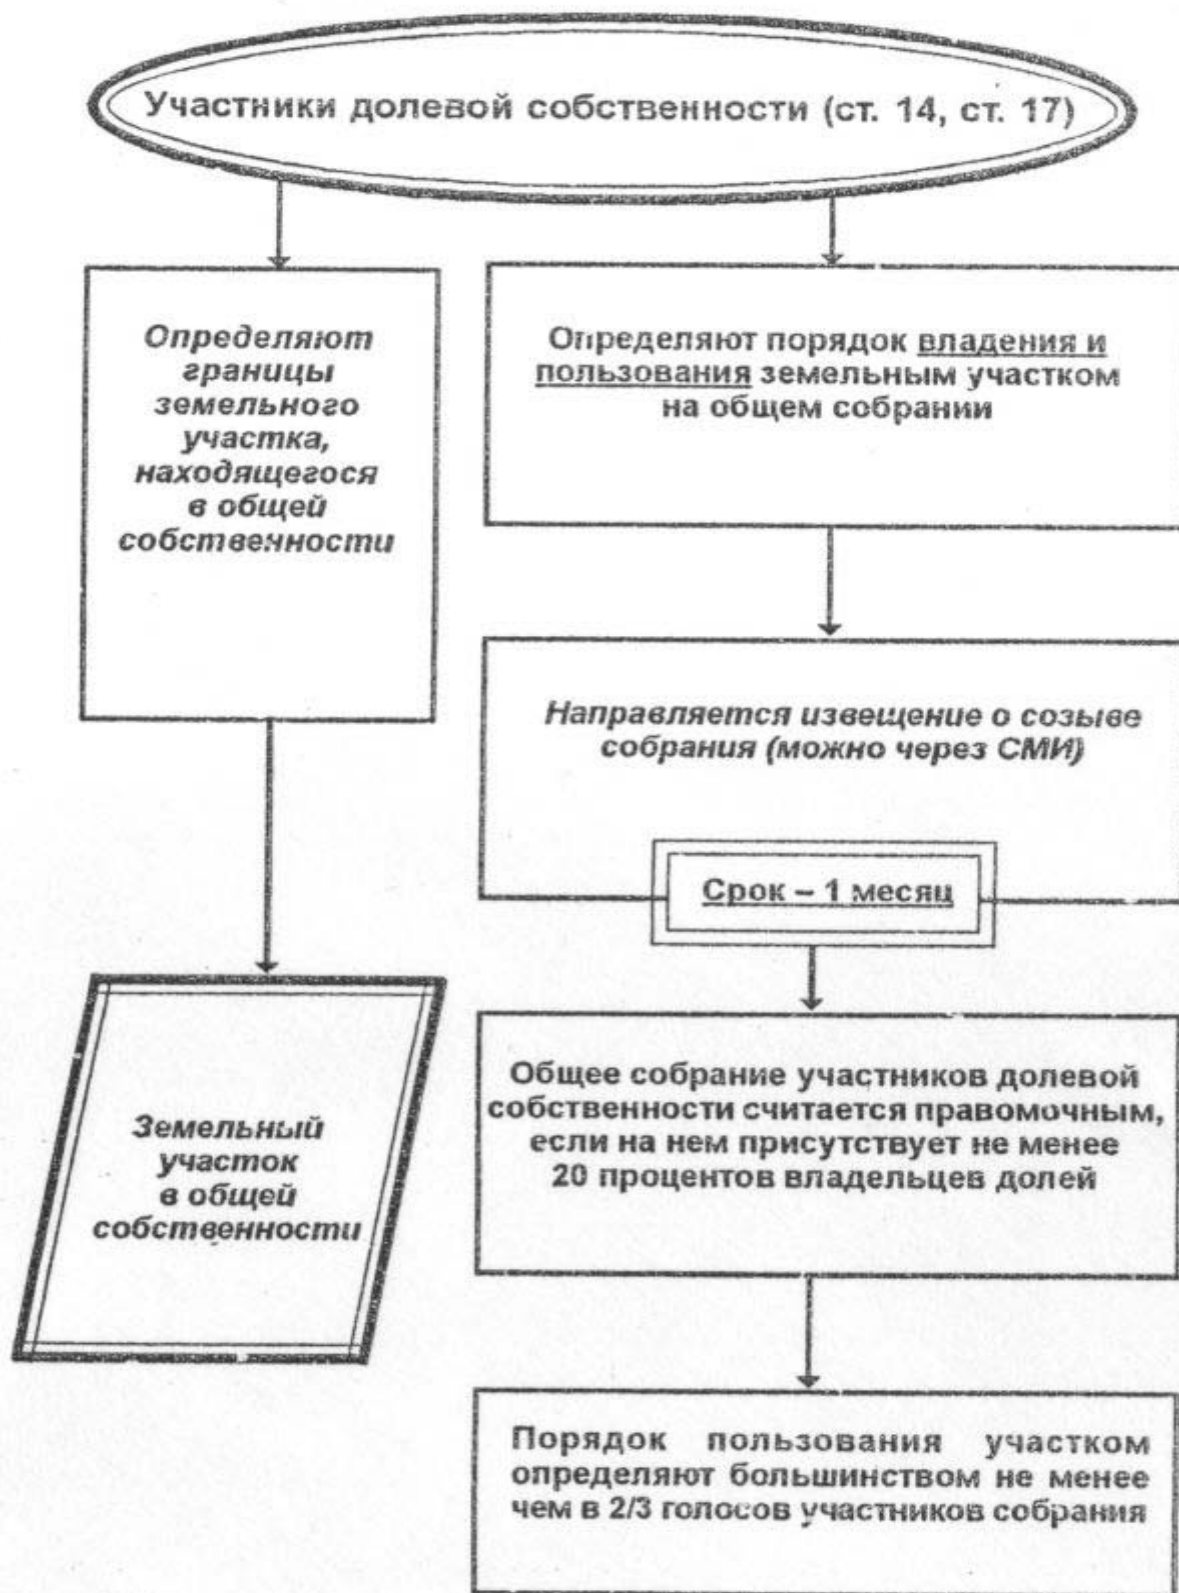 Участники долевой собственности (ст. 14, ст. 17)
Определяют
границы
земельного
участка,
находящегося
в общей
собственности
Земельный
участок
в общей
собственности
Определяют порядок владения и
пользования земельным участком
на общем собрании
Направляется извещение о созыве
собрания (можно через СМИ)
Срок – 1 месяц
Общее собрание участников долевой
собственности считается правомочным,
если на нем присутствует не менее
20 процентов владельцев долей
Порядок пользования участком
определяют большинством не менее
чем в 2/3 голосов участников собрания